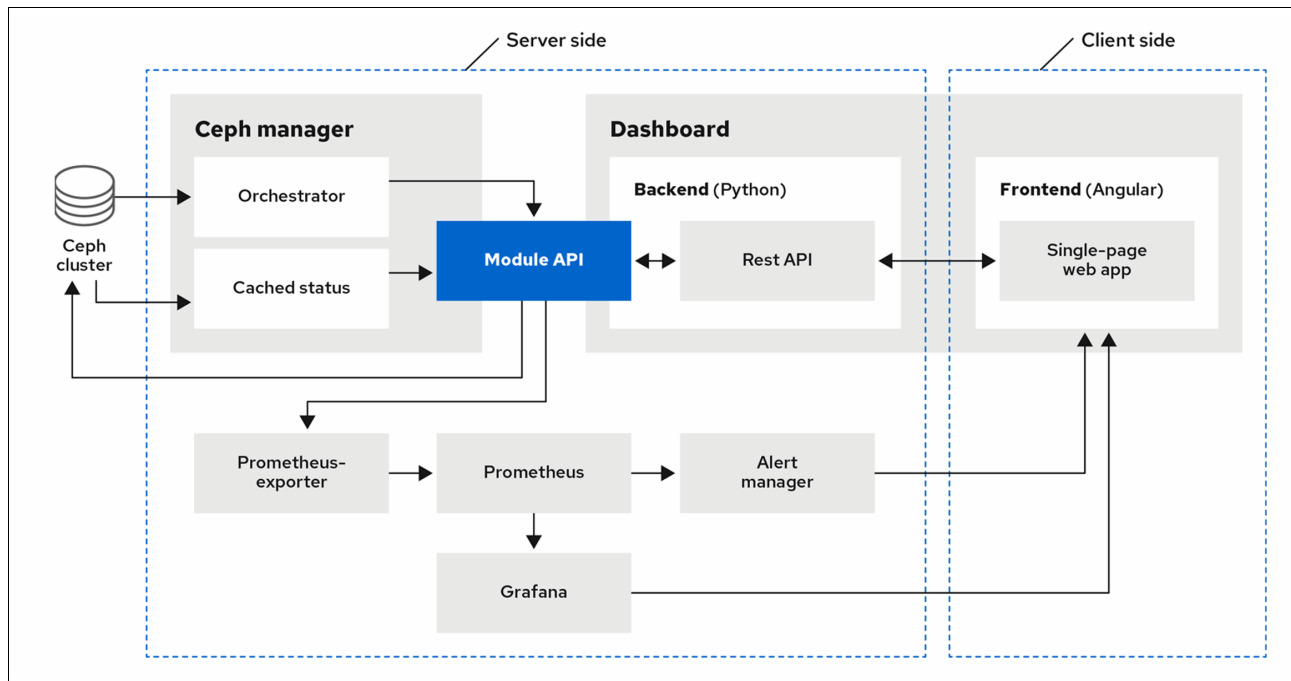 Server side
Client side
Ceph manager
Dashboard
Orchestrator
Backend (Python)
Frontend (Angular)
Ceph
cluster
Cached status
Module API
Rest API
Single-page
web app
Prometheus-
exporter
Prometheus
Alert
manager
Grafana